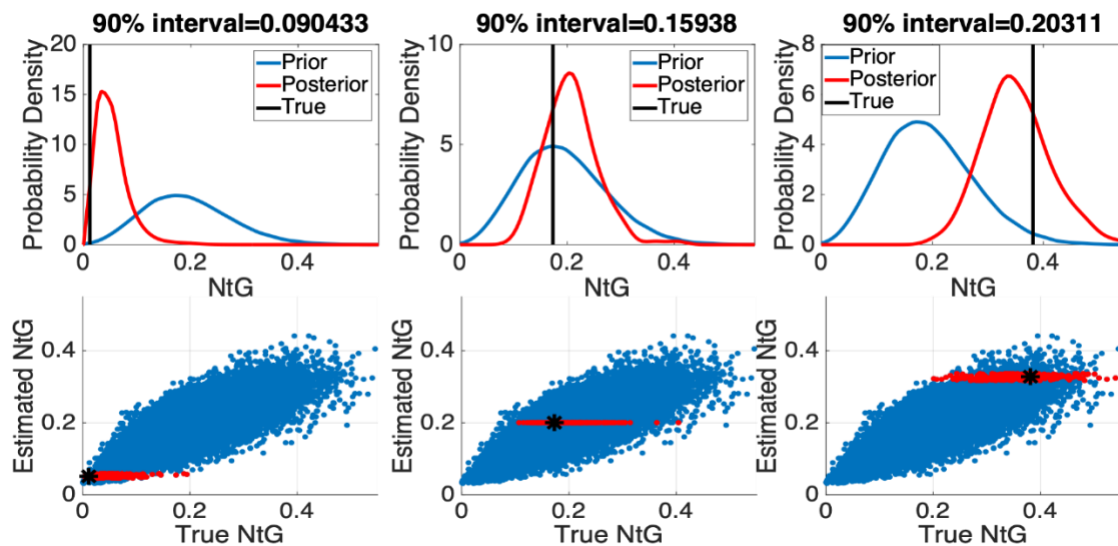 90% interval=0.090433
Probability Density
20
15
10
5
0
Prior
Posterior
True
0 0.2 0.4
NtG
90% interval=0.15938
Probability Density
10
5
0
Prior
Posterior
True
0 0.2 0.4
NtG
90% interval=0.20311
Probability Density
8
6
4
2
0
Prior
Posterior
True
0 0.2 0.4
NtG
Estimated NtG
0.4
0.2
0
0 0.2 0.4
True NtG
Estimated NtG
0.4
0.2
0
0 0.2 0.4
True NtG
Estimated NtG
0.4
0.2
0
0 0.2 0.4
True NtG